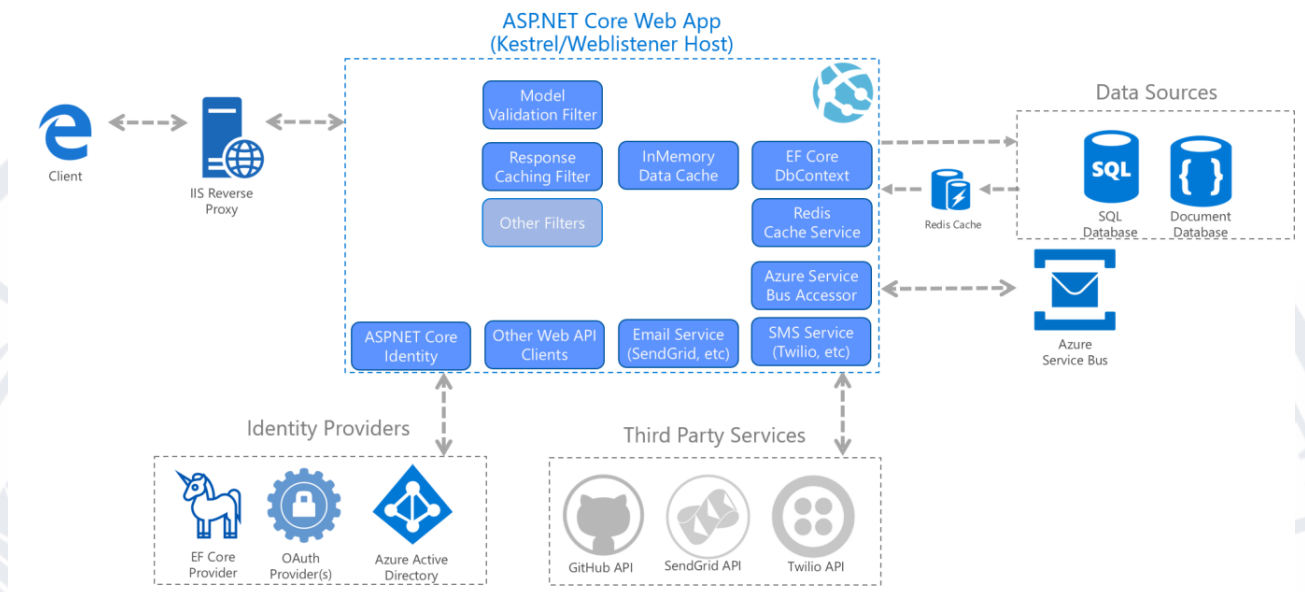 ASP.NET Core Web App
(Kestrel/Weblistener Host)
Client
IIS Reverse
Proxy
Model
Validation Filter
Response
Caching Filter
Other Filters
InMemory
Data Cache
EF Core
DbContext
Redis
Cache Service
Azure Service
Bus Accessor
ASPNET Core
Identity
Other Web API
Clients
Email Service
(SendGrid, etc)
SMS Service
(Twilio, etc)
Data Sources
Redis Cache
SQL
SQL
Database
Document
Database
Azure
Service Bus
Identity Providers
EF Core
Provider
OAuth
Provider(s)
Azure Active
Directory
Third Party Services
GitHub API
SendGrid API
Twilio API